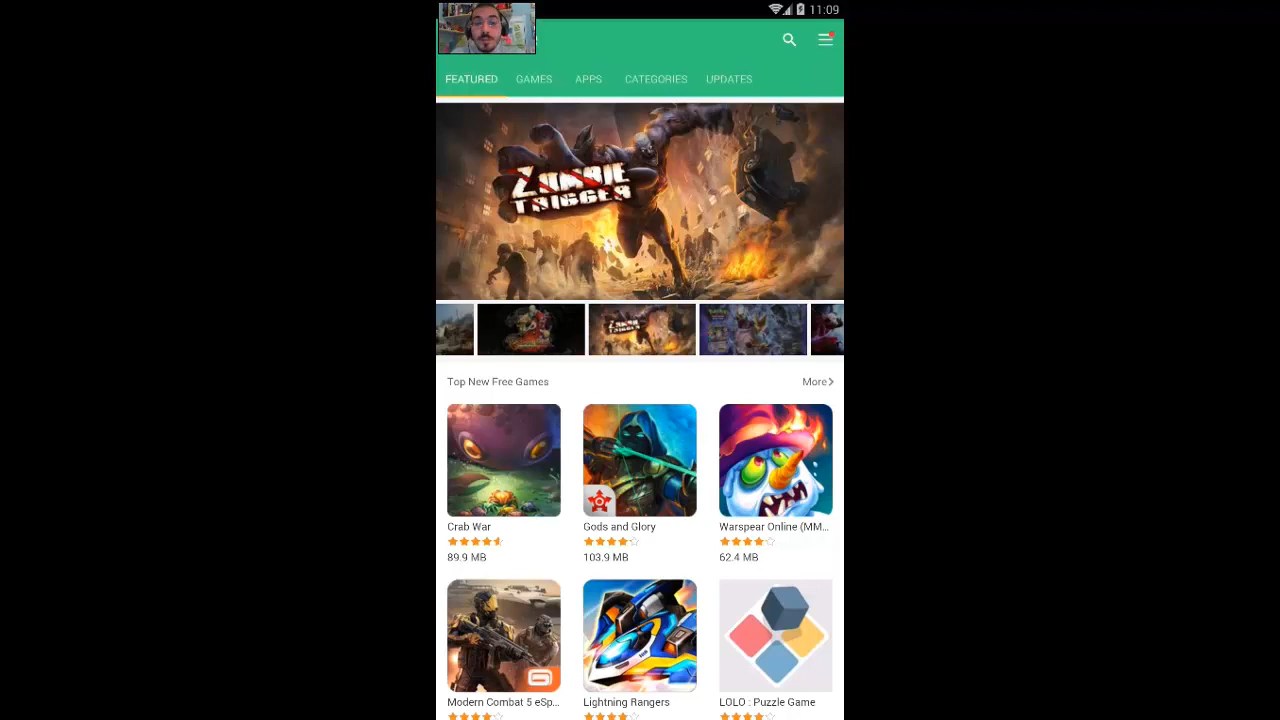 11:09
FEATURED GAMES APPS CATEGORIES UPDATES
ZOMBIE
TRIGGER
ZOMBIE
TRIGGER
Top New Free Games More
Crab War Gods and Glory Warspear Online (MM...
89.9 MB 103.9 MB 62.4 MB
Modern Combat 5 eSp... Lightning Rangers LOLO : Puzzle Game